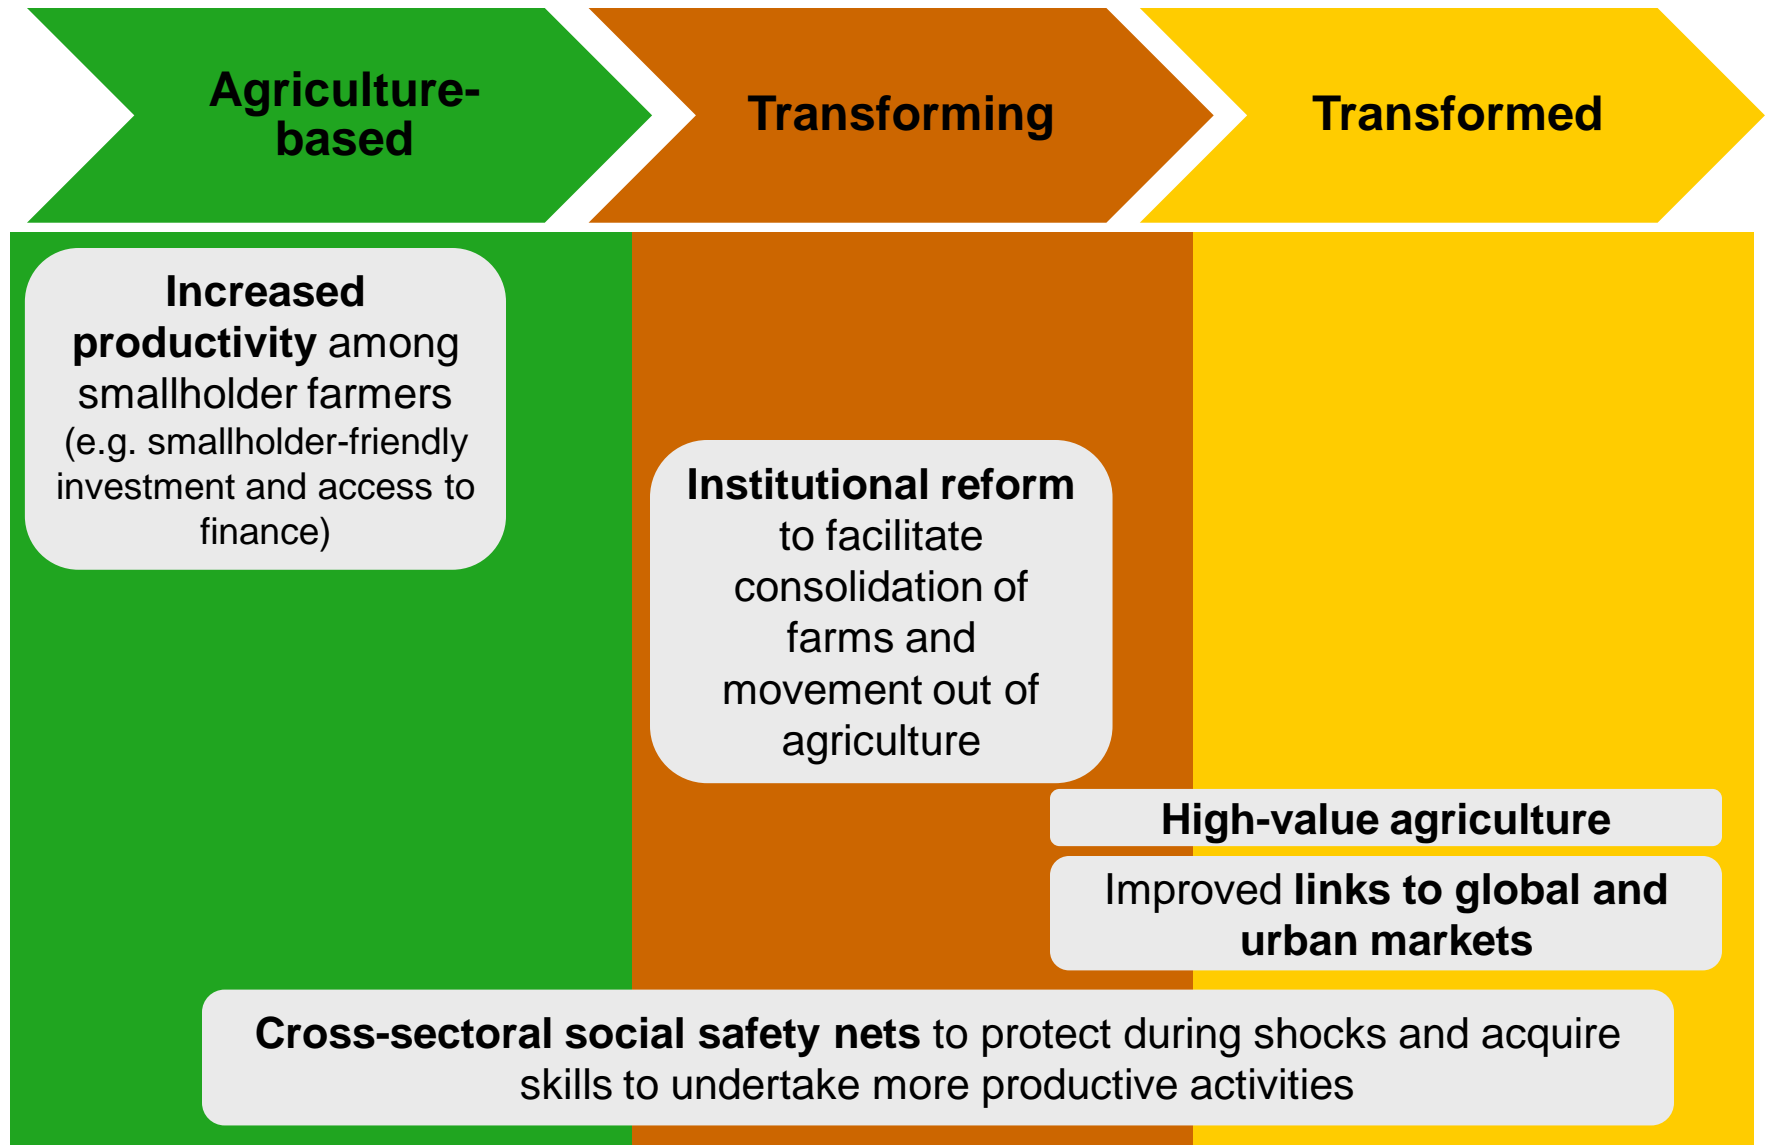 Agriculture-
based
Transforming
Transformed
Increased
productivity among
smallholder farmers
(e.g. smallholder-friendly
investment and access to
finance)
Institutional reform
to facilitate
consolidation of
farms and
movement out of
agriculture
High-value agriculture
Improved links to global and
urban markets
Cross-sectoral social safety nets to protect during shocks and acquire
skills to undertake more productive activities